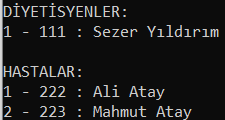 DİYETİSYENLER:
1 - 111 : Sezer Yıldırım
HASTALAR:
1 - 222 : Ali Atay
2 - 223 : Mahmut Atay